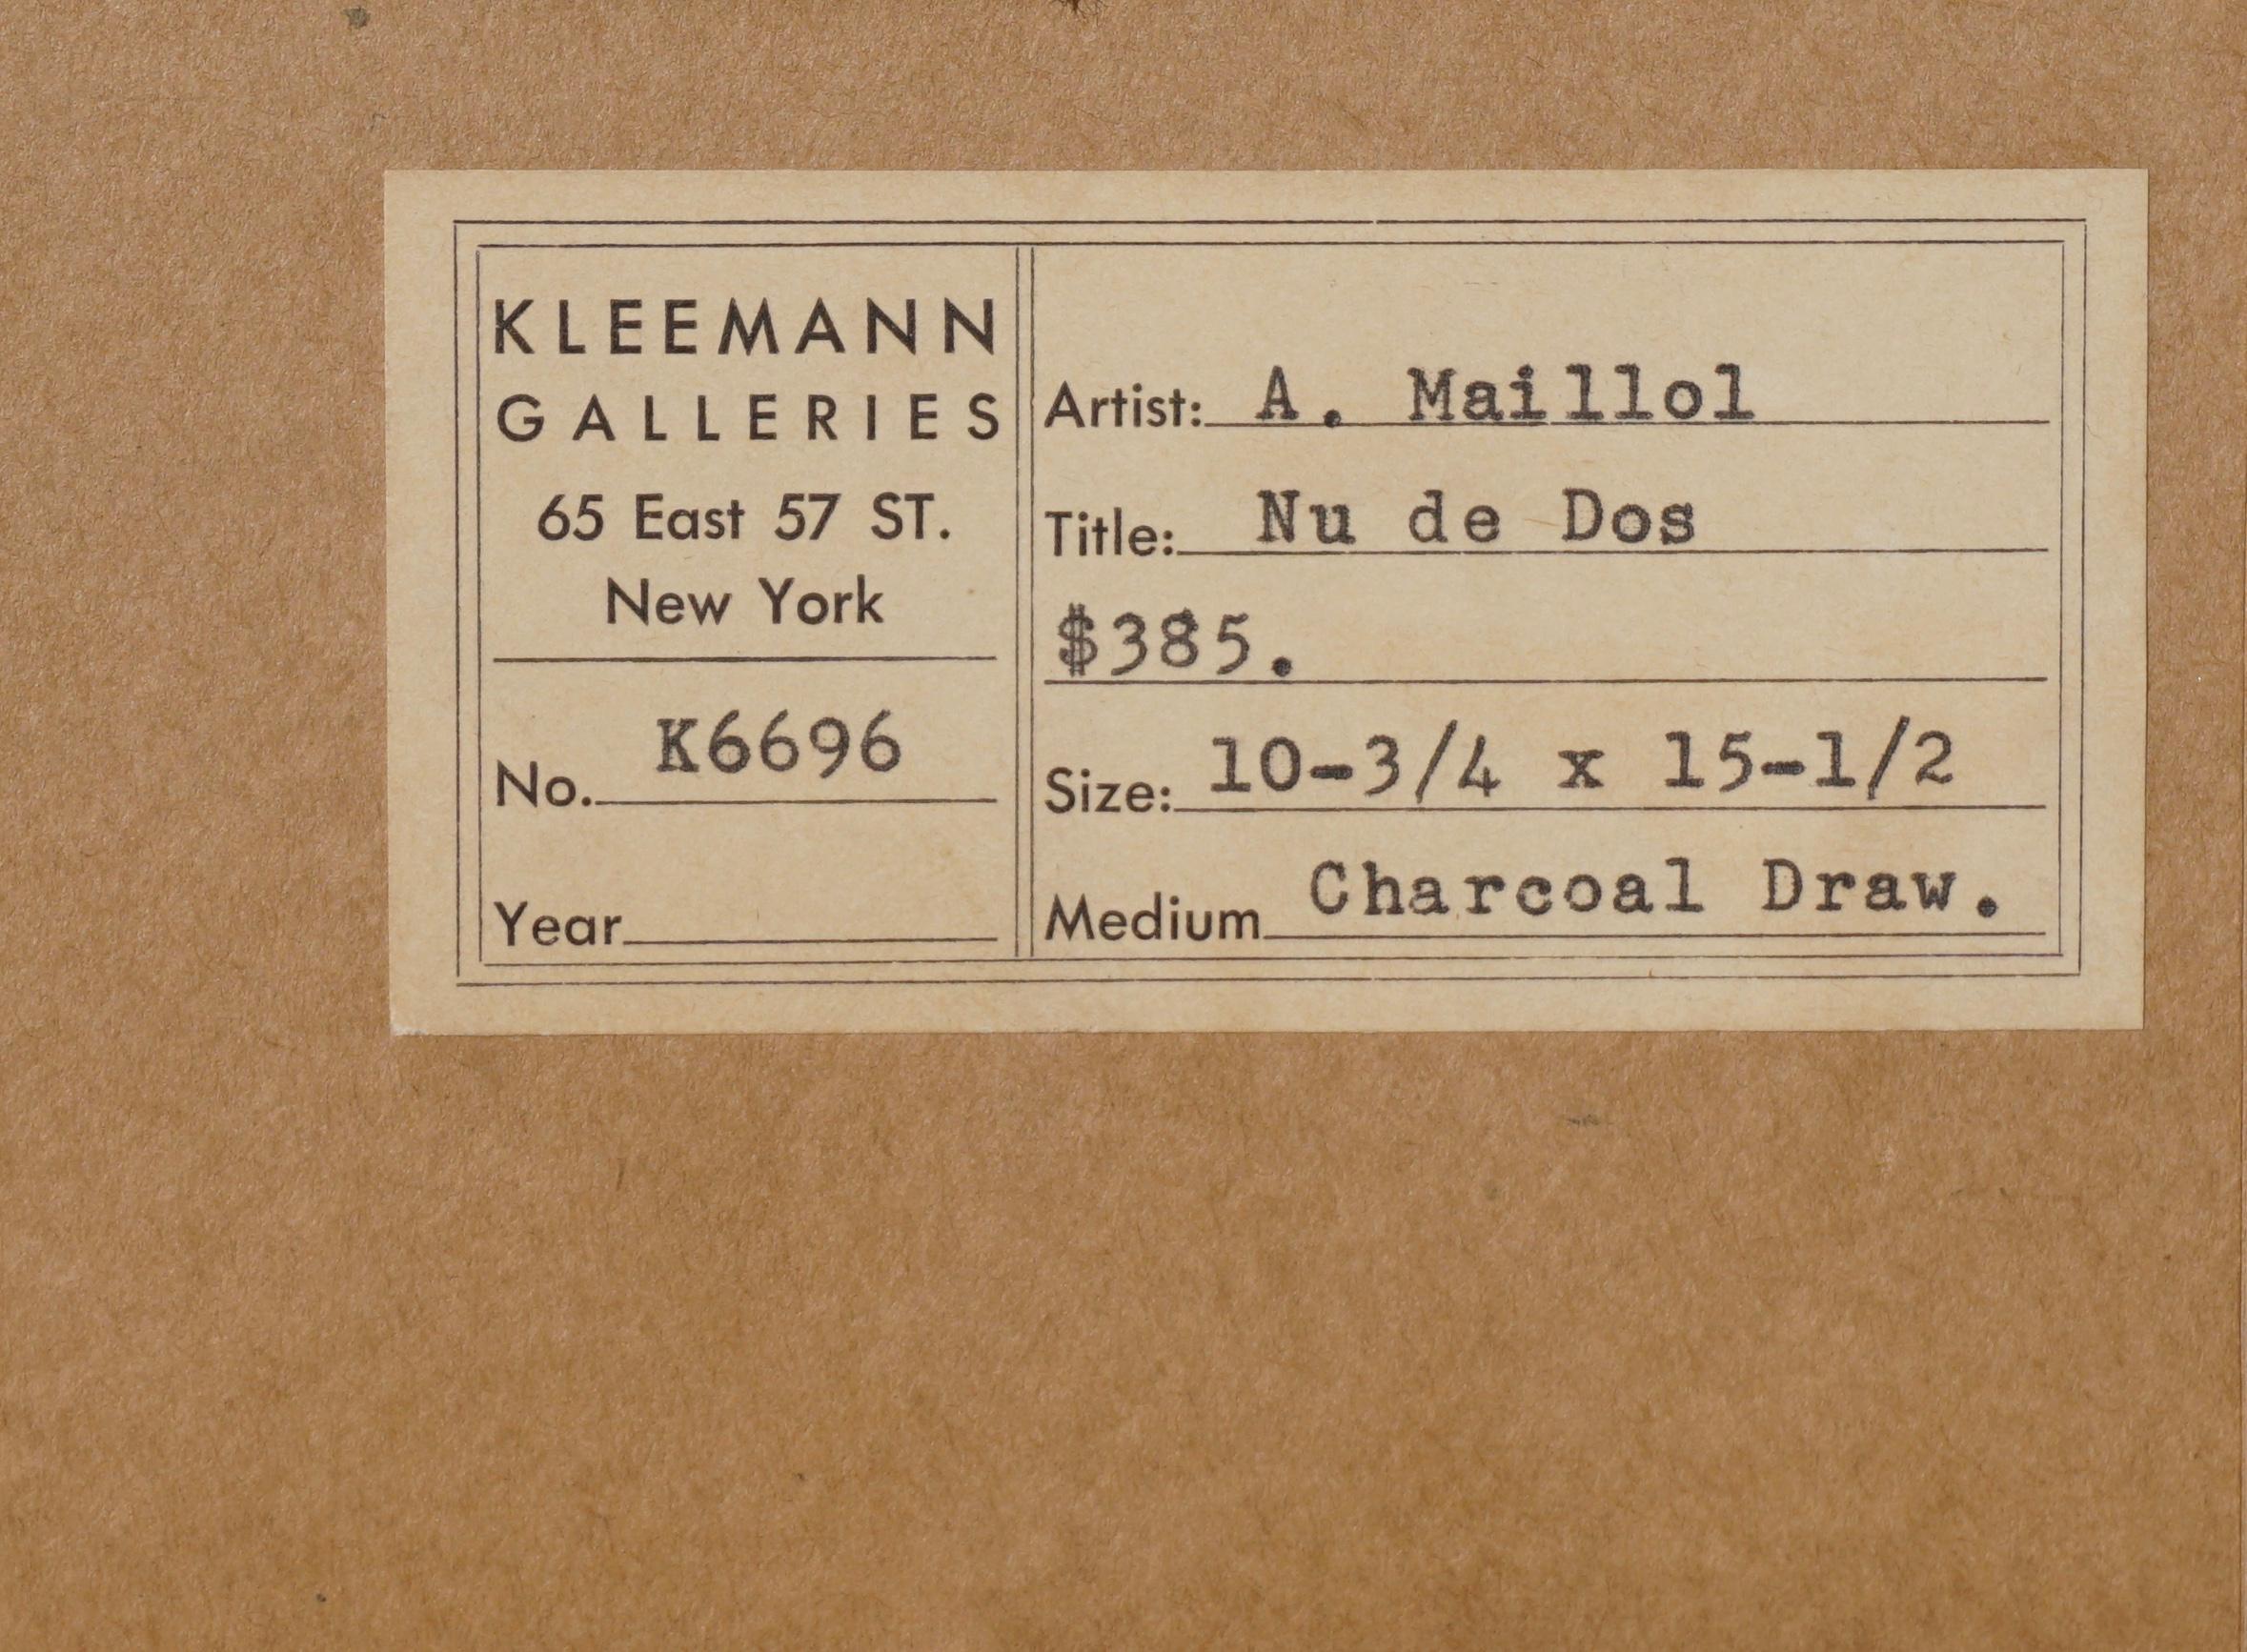 KLEEMANN
GALLERIES
65 East 57 ST.
New York
No. K6696
Year
Artist: A. Maillol
Title: Nu de Dos
$385.
Size: 10-3/4 x 15-1/2
Medium Charcoal Draw.